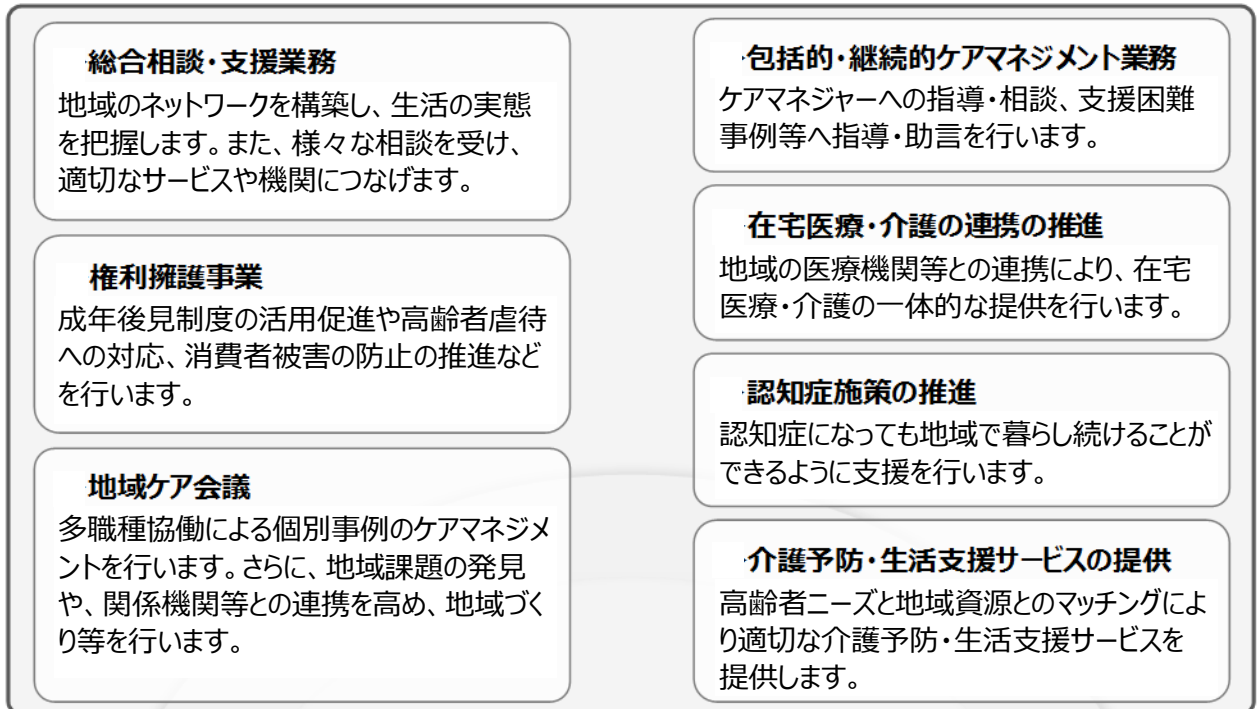 総合相談・支援業務
地域のネットワークを構築し、生活の実態
を把握します。また、様々な相談を受け、
適切なサービスや機関につなげます。
権利擁護事業
成年後見制度の活用促進や高齢者虐待
への対応、消費者被害の防止の推進など
を行います。
地域ケア会議
多職種協働による個別事例のケアマネジメ
ントを行います。さらに、地域課題の発見
や、関係機関等との連携を高め、地域づく
り等を行います。
・包括的・継続的ケアマネジメント業務
ケアマネジャーへの指導・相談、支援困難
事例等へ指導・助言を行います。
・在宅医療・介護の連携の推進
地域の医療機関等との連携により、在宅
医療・介護の一体的な提供を行います。
・認知症施策の推進
認知症になっても地域で暮らし続けることが
できるように支援を行います。
・介護予防・生活支援サービスの提供
高齢者ニーズと地域資源とのマッチングによ
り適切な介護予防・生活支援サービスを
提供します。